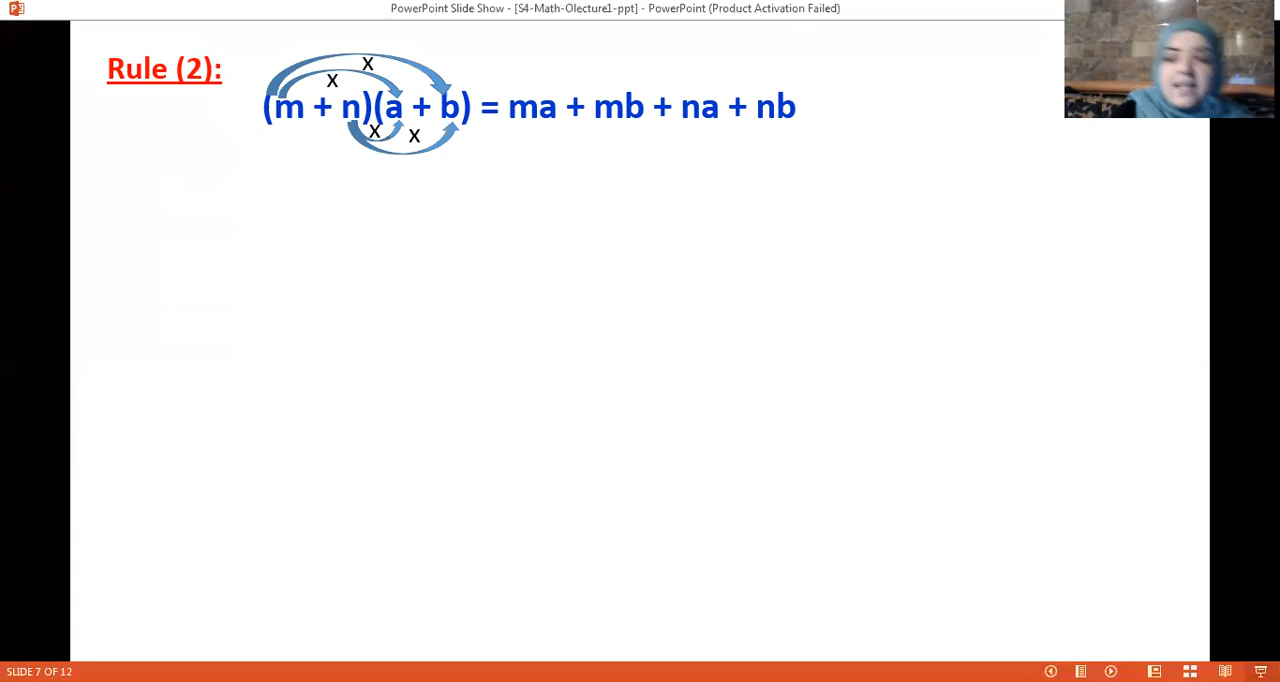 PowerPoint Slide Show - [S4-Math-Olecture1-ppt] - PowerPoint (Product Activation Failed)
Rule (2):
x
x
(m + n)(a + b) = ma + mb + na + nb
x
x
SLIDE 7 OF 12